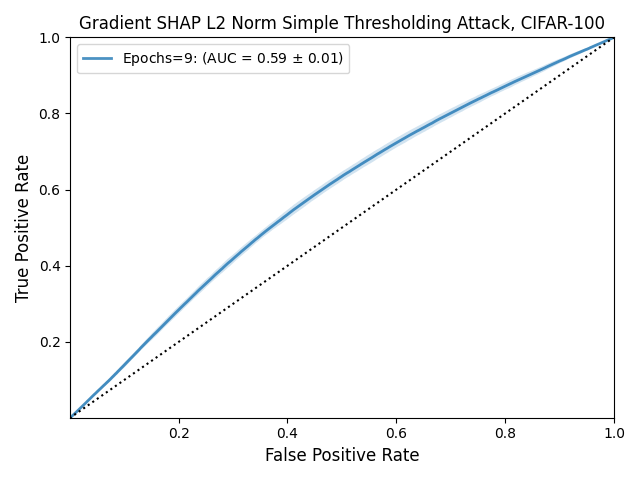 Gradient SHAP L2 Norm Simple Thresholding Attack, CIFAR-100
Epochs=9: (AUC = 0.59 ± 0.01)
True Positive Rate
1.0
0.8
0.6
0.4
0.2
0.2 0.4 0.6 0.8 1.0
False Positive Rate